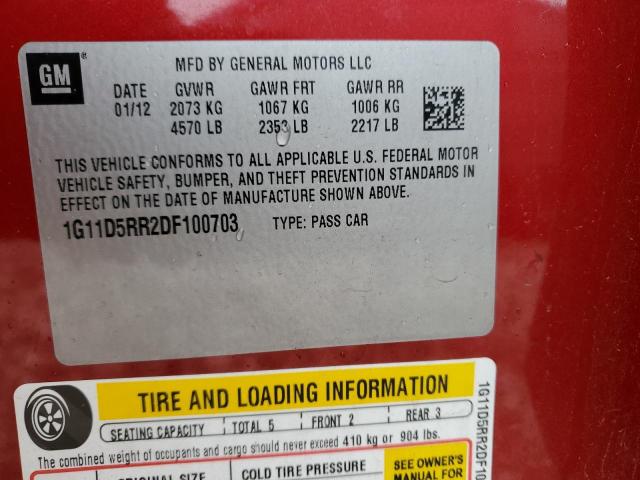 GM
MFD BY GENERAL MOTORS LLC
DATE GVWR GAWR FRT GAWR RR
01/12 2073 KG 1067 KG 1006 KG
4570 LB 2353 LB 2217 LB
THIS VEHICLE CONFORMS TO ALL APPLICABLE U.S. FEDERAL MOTOR
VEHICLE SAFETY, BUMPER, AND THEFT PREVENTION STANDARDS IN
EFFECT ON THE DATE OF MANUFACTURE SHOWN ABOVE.
1G11D5RR2DF100703 TYPE: PASS CAR
TIRE AND LOADING INFORMATION
SEATING CAPACITY TOTAL 5 FRONT 2 REAR 3
The combined weight of occupants and cargo should never exceed 410 kg or 904 lbs.
ORIGINAL SIZE COLD TIRE PRESSURE
SEE OWNER'S
MANUAL FOR
1G11D5RR2DF10